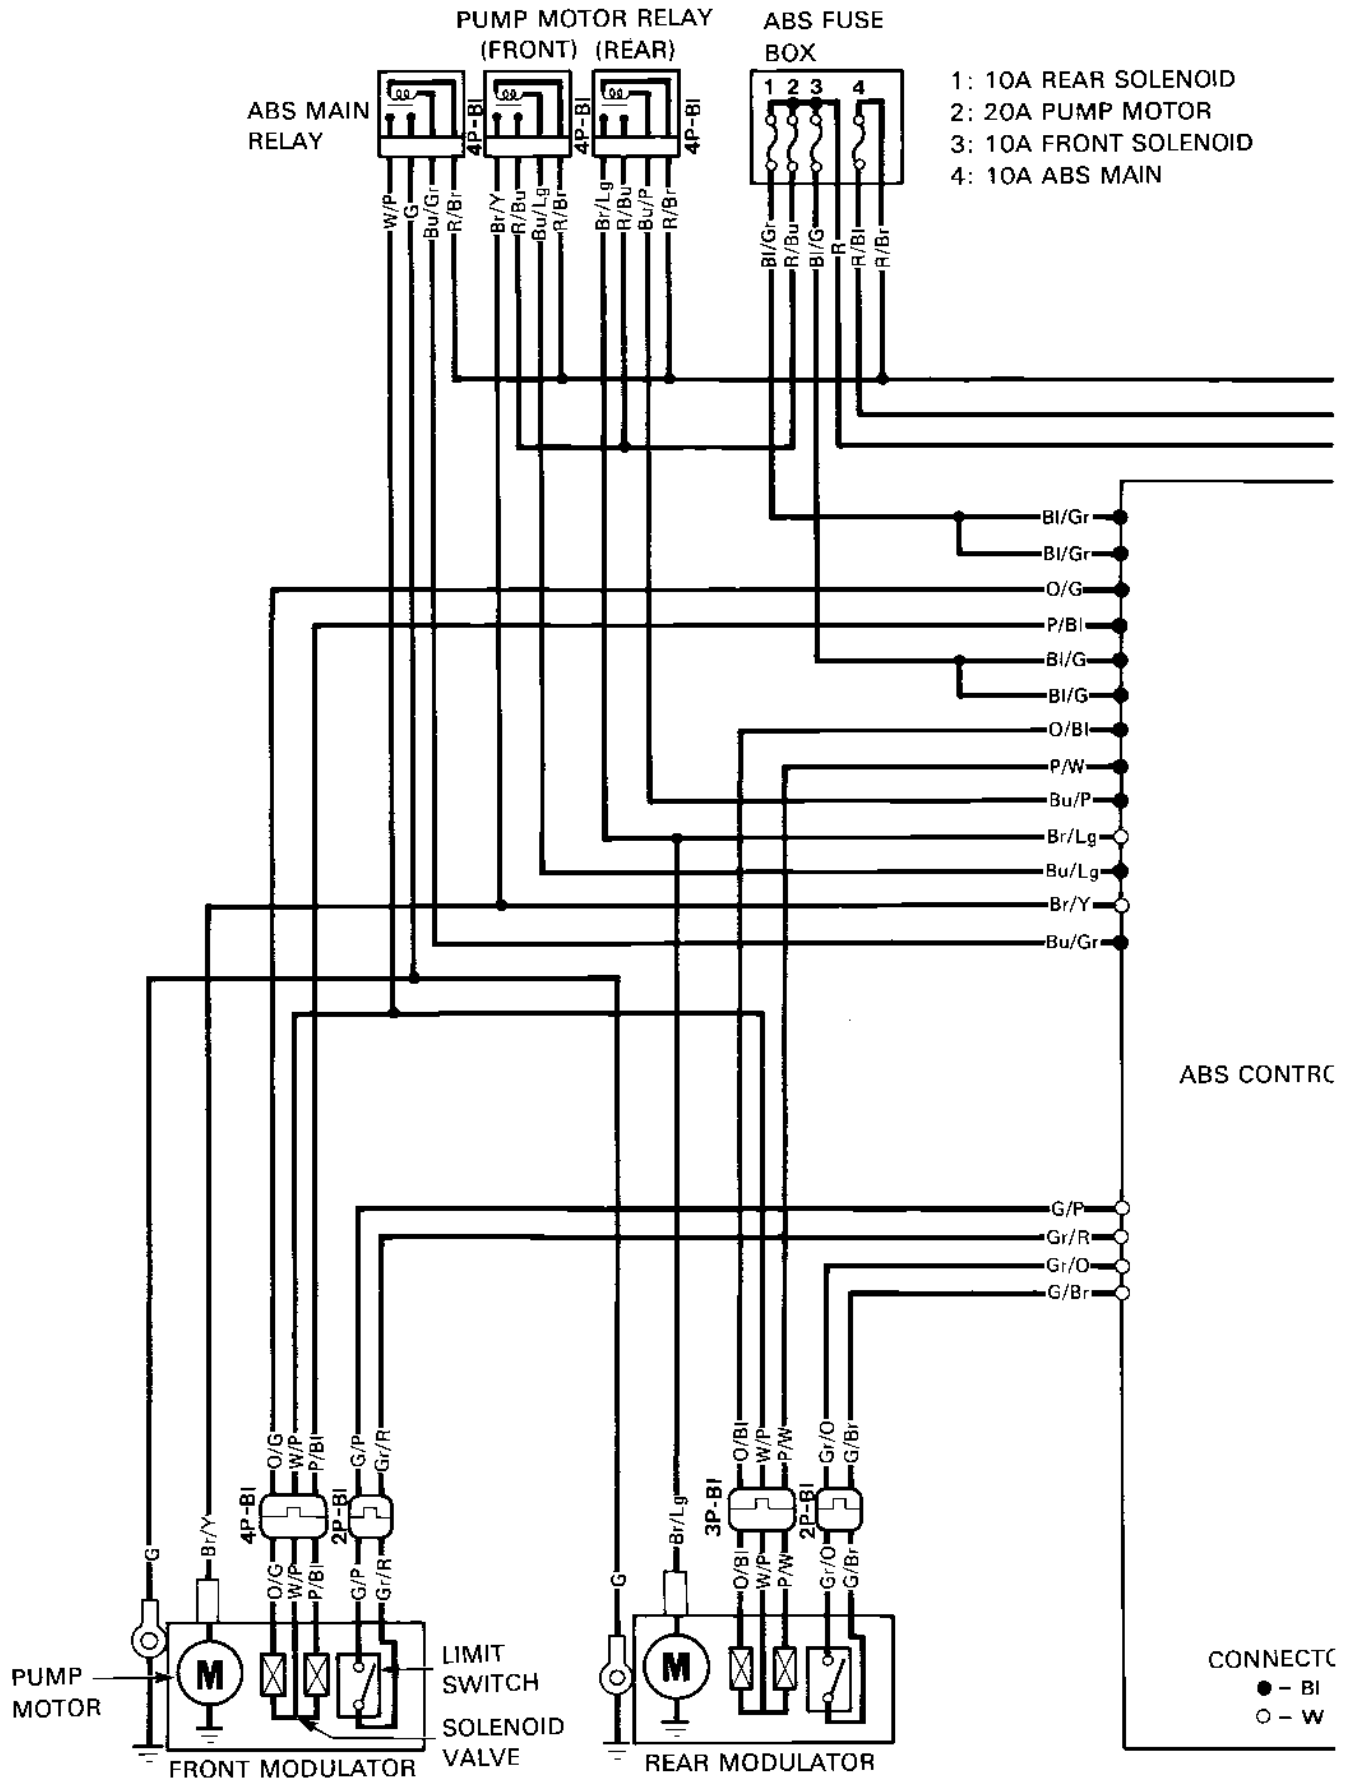 PUMP MOTOR RELAY
(FRONT) (REAR)
ABS FUSE
BOX
ABS MAIN
RELAY
4P-Bl
4P-Bl
4P-Bl
1 2 3 4
1: 10A REAR SOLENOID
2: 20A PUMP MOTOR
3: 10A FRONT SOLENOID
4: 10A ABS MAIN
W/P
G
Bu/Gr
R/Br
Br/Y
R/Bu
Bu/Lg
R/Br
Br/Lg
R/Bu
Bu/P
R/Br
Bl/Gr
R/Bu
Bl/G
R
R/Bl
R/Br
Bl/Gr
Bl/Gr
O/G
P/Bl
Bl/G
Bl/G
O/Bl
P/W
Bu/P
Br/Lg
Bu/Lg
Br/Y
Bu/Gr
ABS CONTRC
G/P
Gr/R
Gr/O
G/Br
O/G
W/P
P/Bl
G/P
Gr/R
O/Bl
W/P
P/W
Gr/O
G/Br
4P-Bl
2P-Bl
3P-Bl
2P-Bl
G
Br/Y
O/G
W/P
P/Bl
G/P
Gr/R
G
Br/Lg
O/Bl
W/P
P/W
Gr/O
G/Br
PUMP
MOTOR
M
LIMIT
SWITCH
SOLENOID
VALVE
FRONT MODULATOR
M
REAR MODULATOR
CONNECTO
● - Bl
○ - W